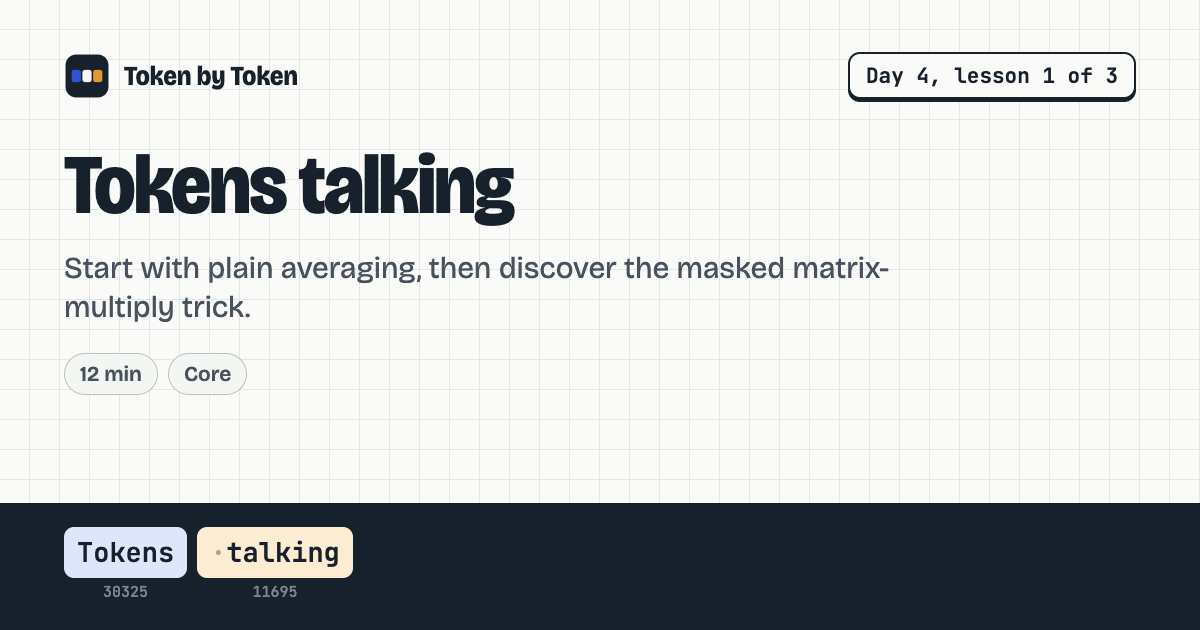 Token by Token
Day 4, lesson 1 of 3
Tokens talking
Start with plain averaging, then discover the masked matrix-
multiply trick.
12 min
Core
Tokens
·talking
30325
11695